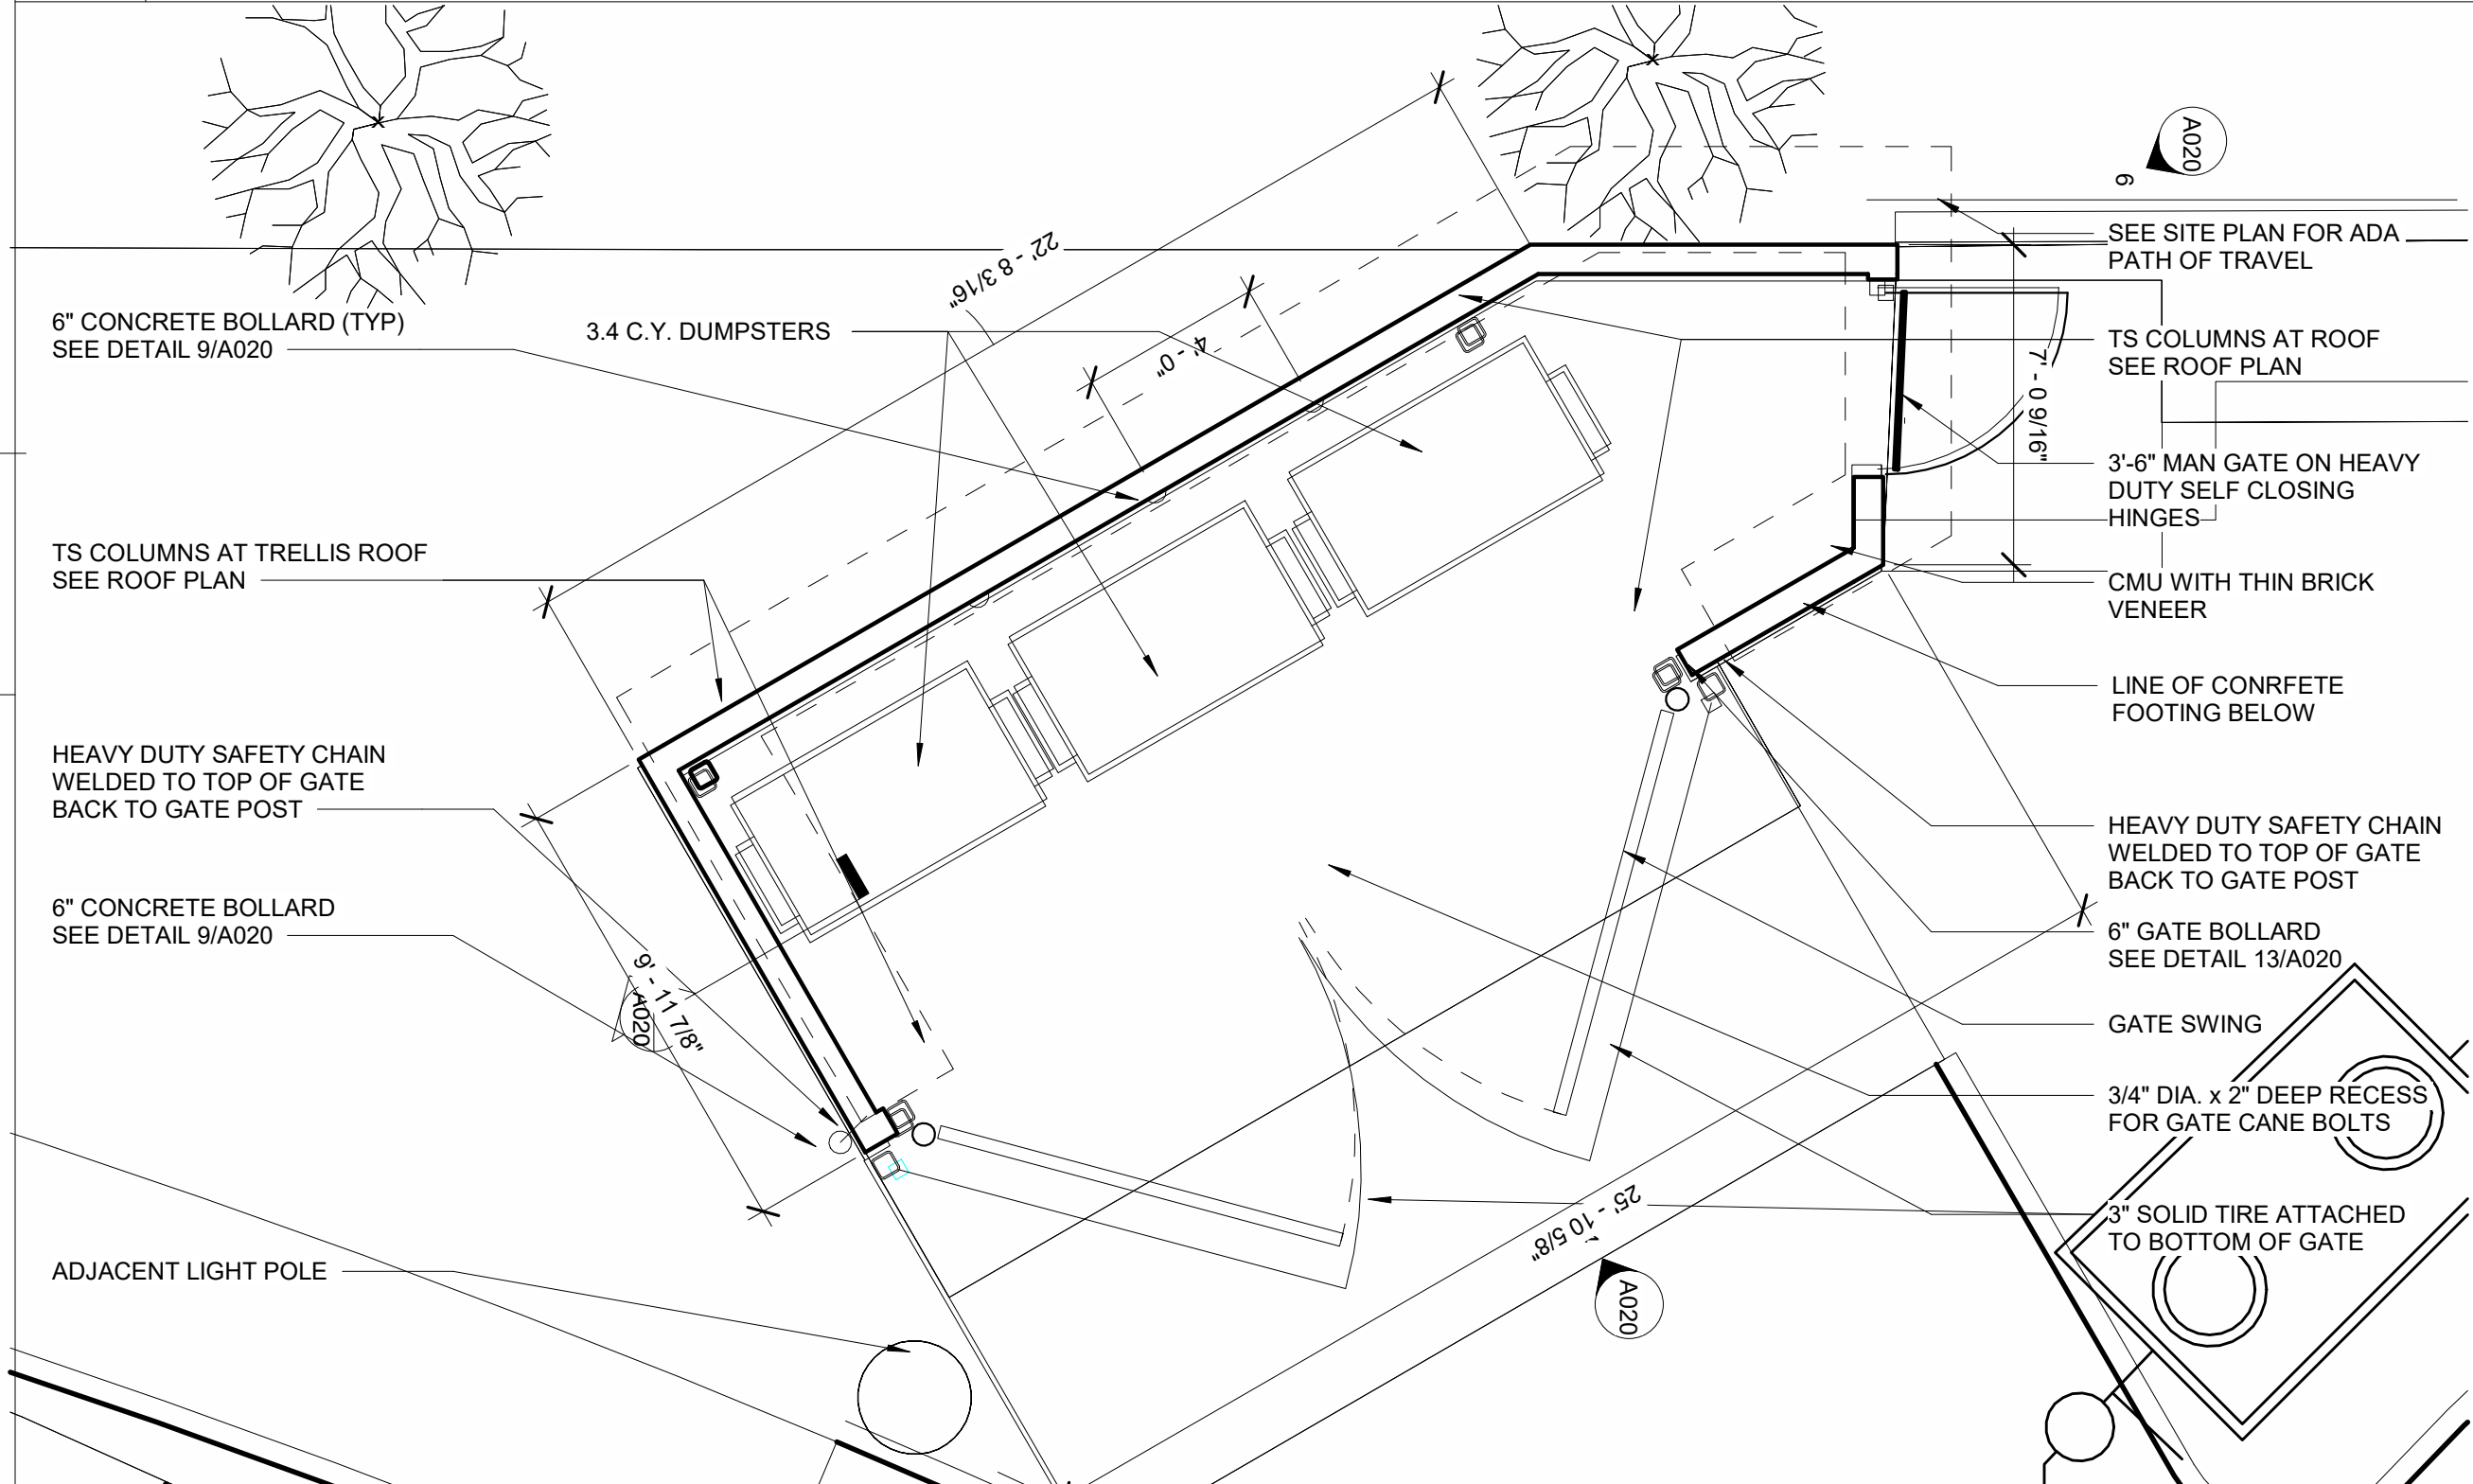 A020
6
SEE SITE PLAN FOR ADA
PATH OF TRAVEL
22' - 8 3/16"
6" CONCRETE BOLLARD (TYP)
SEE DETAIL 9/A020
3.4 C.Y. DUMPSTERS
4' - 0"
TS COLUMNS AT ROOF
SEE ROOF PLAN
7' - 0 9/16"
3'-6" MAN GATE ON HEAVY
DUTY SELF CLOSING
HINGES
TS COLUMNS AT TRELLIS ROOF
SEE ROOF PLAN
CMU WITH THIN BRICK
VENEER
LINE OF CONRFETE
FOOTING BELOW
HEAVY DUTY SAFETY CHAIN
WELDED TO TOP OF GATE
BACK TO GATE POST
HEAVY DUTY SAFETY CHAIN
WELDED TO TOP OF GATE
BACK TO GATE POST
6" CONCRETE BOLLARD
SEE DETAIL 9/A020
9' - 11 7/8"
A020
6" GATE BOLLARD
SEE DETAIL 13/A020
GATE SWING
3/4" DIA. x 2" DEEP RECESS
FOR GATE CANE BOLTS
25' - 10 5/8"
3" SOLID TIRE ATTACHED
TO BOTTOM OF GATE
ADJACENT LIGHT POLE
A020